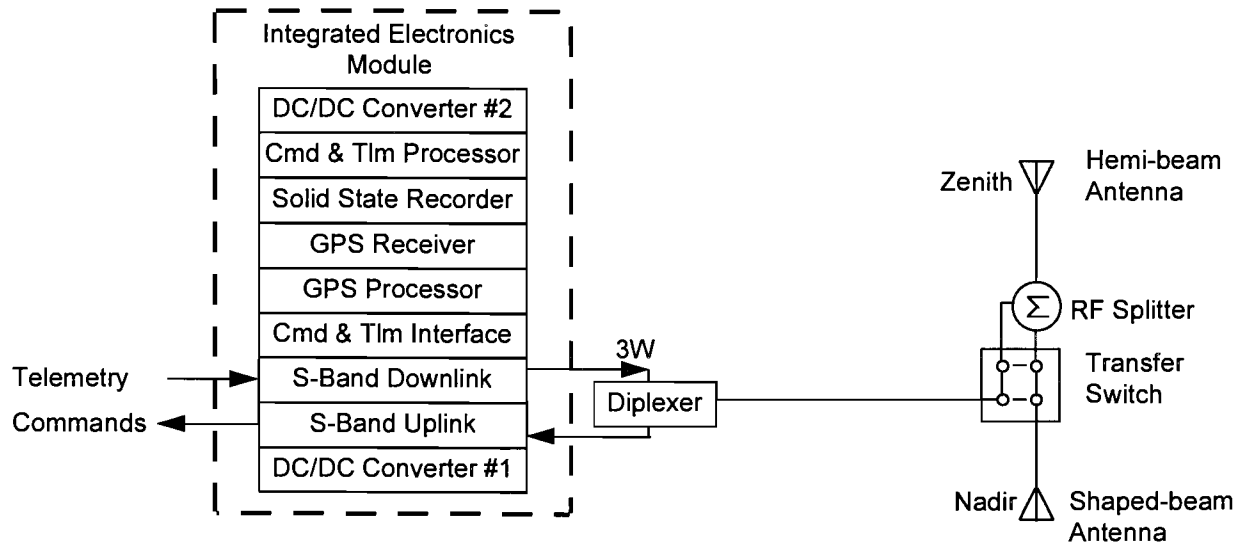 Integrated Electronics
Module
DC/DC Converter #2
Cmd & Tlm Processor
Solid State Recorder
GPS Receiver
GPS Processor
Cmd & Tlm Interface
S-Band Downlink
S-Band Uplink
DC/DC Converter #1
Telemetry
Commands
3W
Diplexer
Zenith
Hemi-beam
Antenna
Σ
RF Splitter
Transfer
Switch
Nadir
Shaped-beam
Antenna